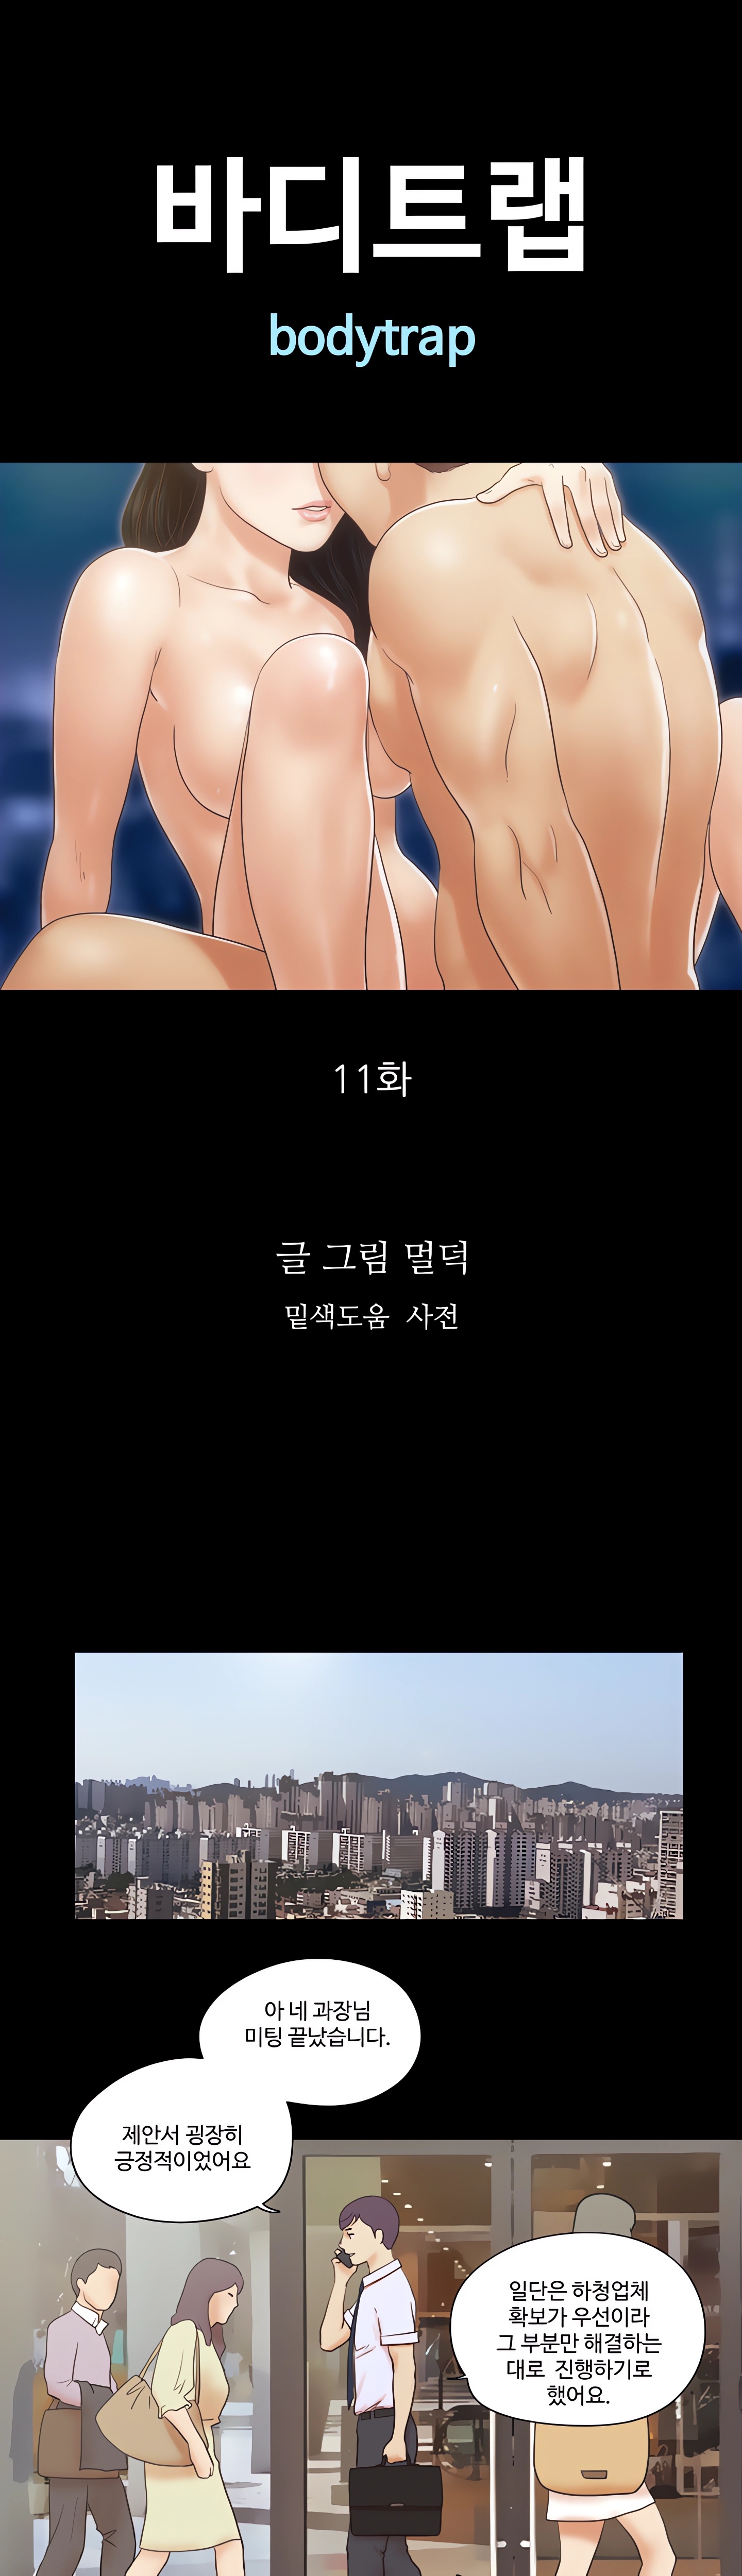 바디트랩
bodytrap
11화
글 그림 멀덕
밑색도움 사전
아 네 과장님
미팅 끝났습니다.
제안서 굉장히
긍정적이었어요
일단은 하청업체
확보가 우선이라
그 부분만 해결하는
대로 진행하기로
했어요.